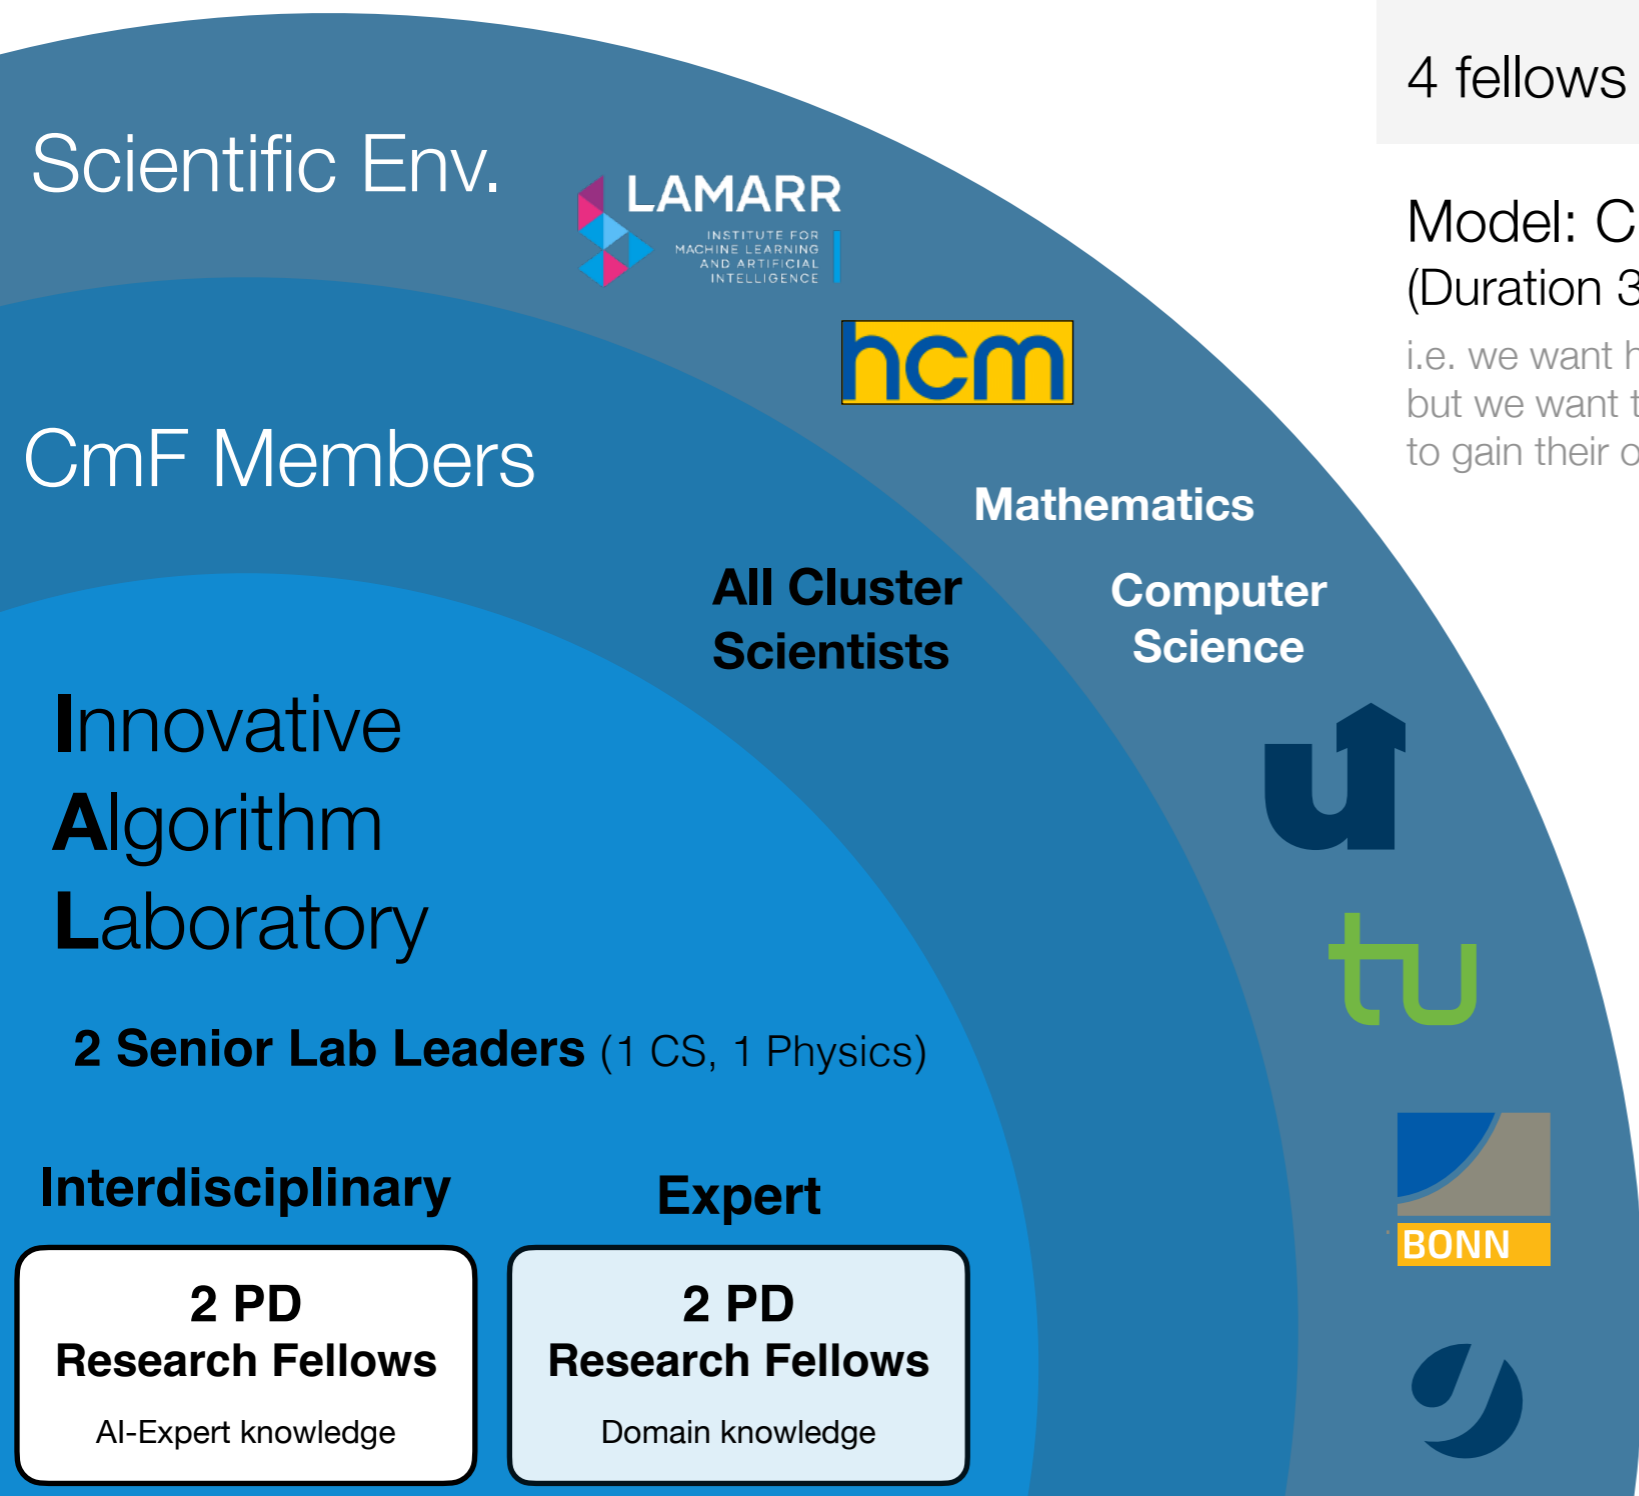 4 fellows
Scientific Env.
LAMARR
INSTITUTE FOR
MACHINE LEARNING
AND ARTIFICIAL
INTELLIGENCE
Model: C
(Duration 3
i.e. we want h
but we want t
to gain their o
hcm
CmF Members
Mathematics
All Cluster
Scientists
Computer
Science
Innovative
Algorithm
Laboratory
u
tu
2 Senior Lab Leaders (1 CS, 1 Physics)
BONN
Interdisciplinary
Expert
2 PD
Research Fellows
AI-Expert knowledge
2 PD
Research Fellows
Domain knowledge